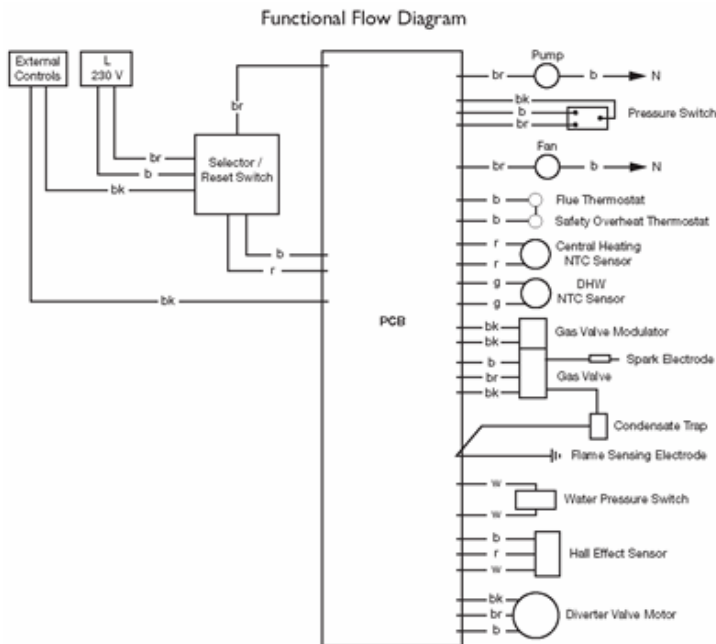 Functional Flow Diagram
External
Controls
L
230 V
br
Selector /
Reset Switch
br
b
bk
b
r
bk
PCB
Pump
br
b
N
bk
b
br
Pressure Switch
Fan
br
b
N
b
Flue Thermostat
b
Safety Overheat Thermostat
r
r
Central Heating
NTC Sensor
g
g
DHW
NTC Sensor
bk
bk
Gas Valve Modulator
b
br
bk
Spark Electrode
Gas Valve
Condensate Trap
Flame Sensing Electrode
w
w
Water Pressure Switch
b
r
w
Hall Effect Sensor
bk
br
b
Diverter Valve Motor